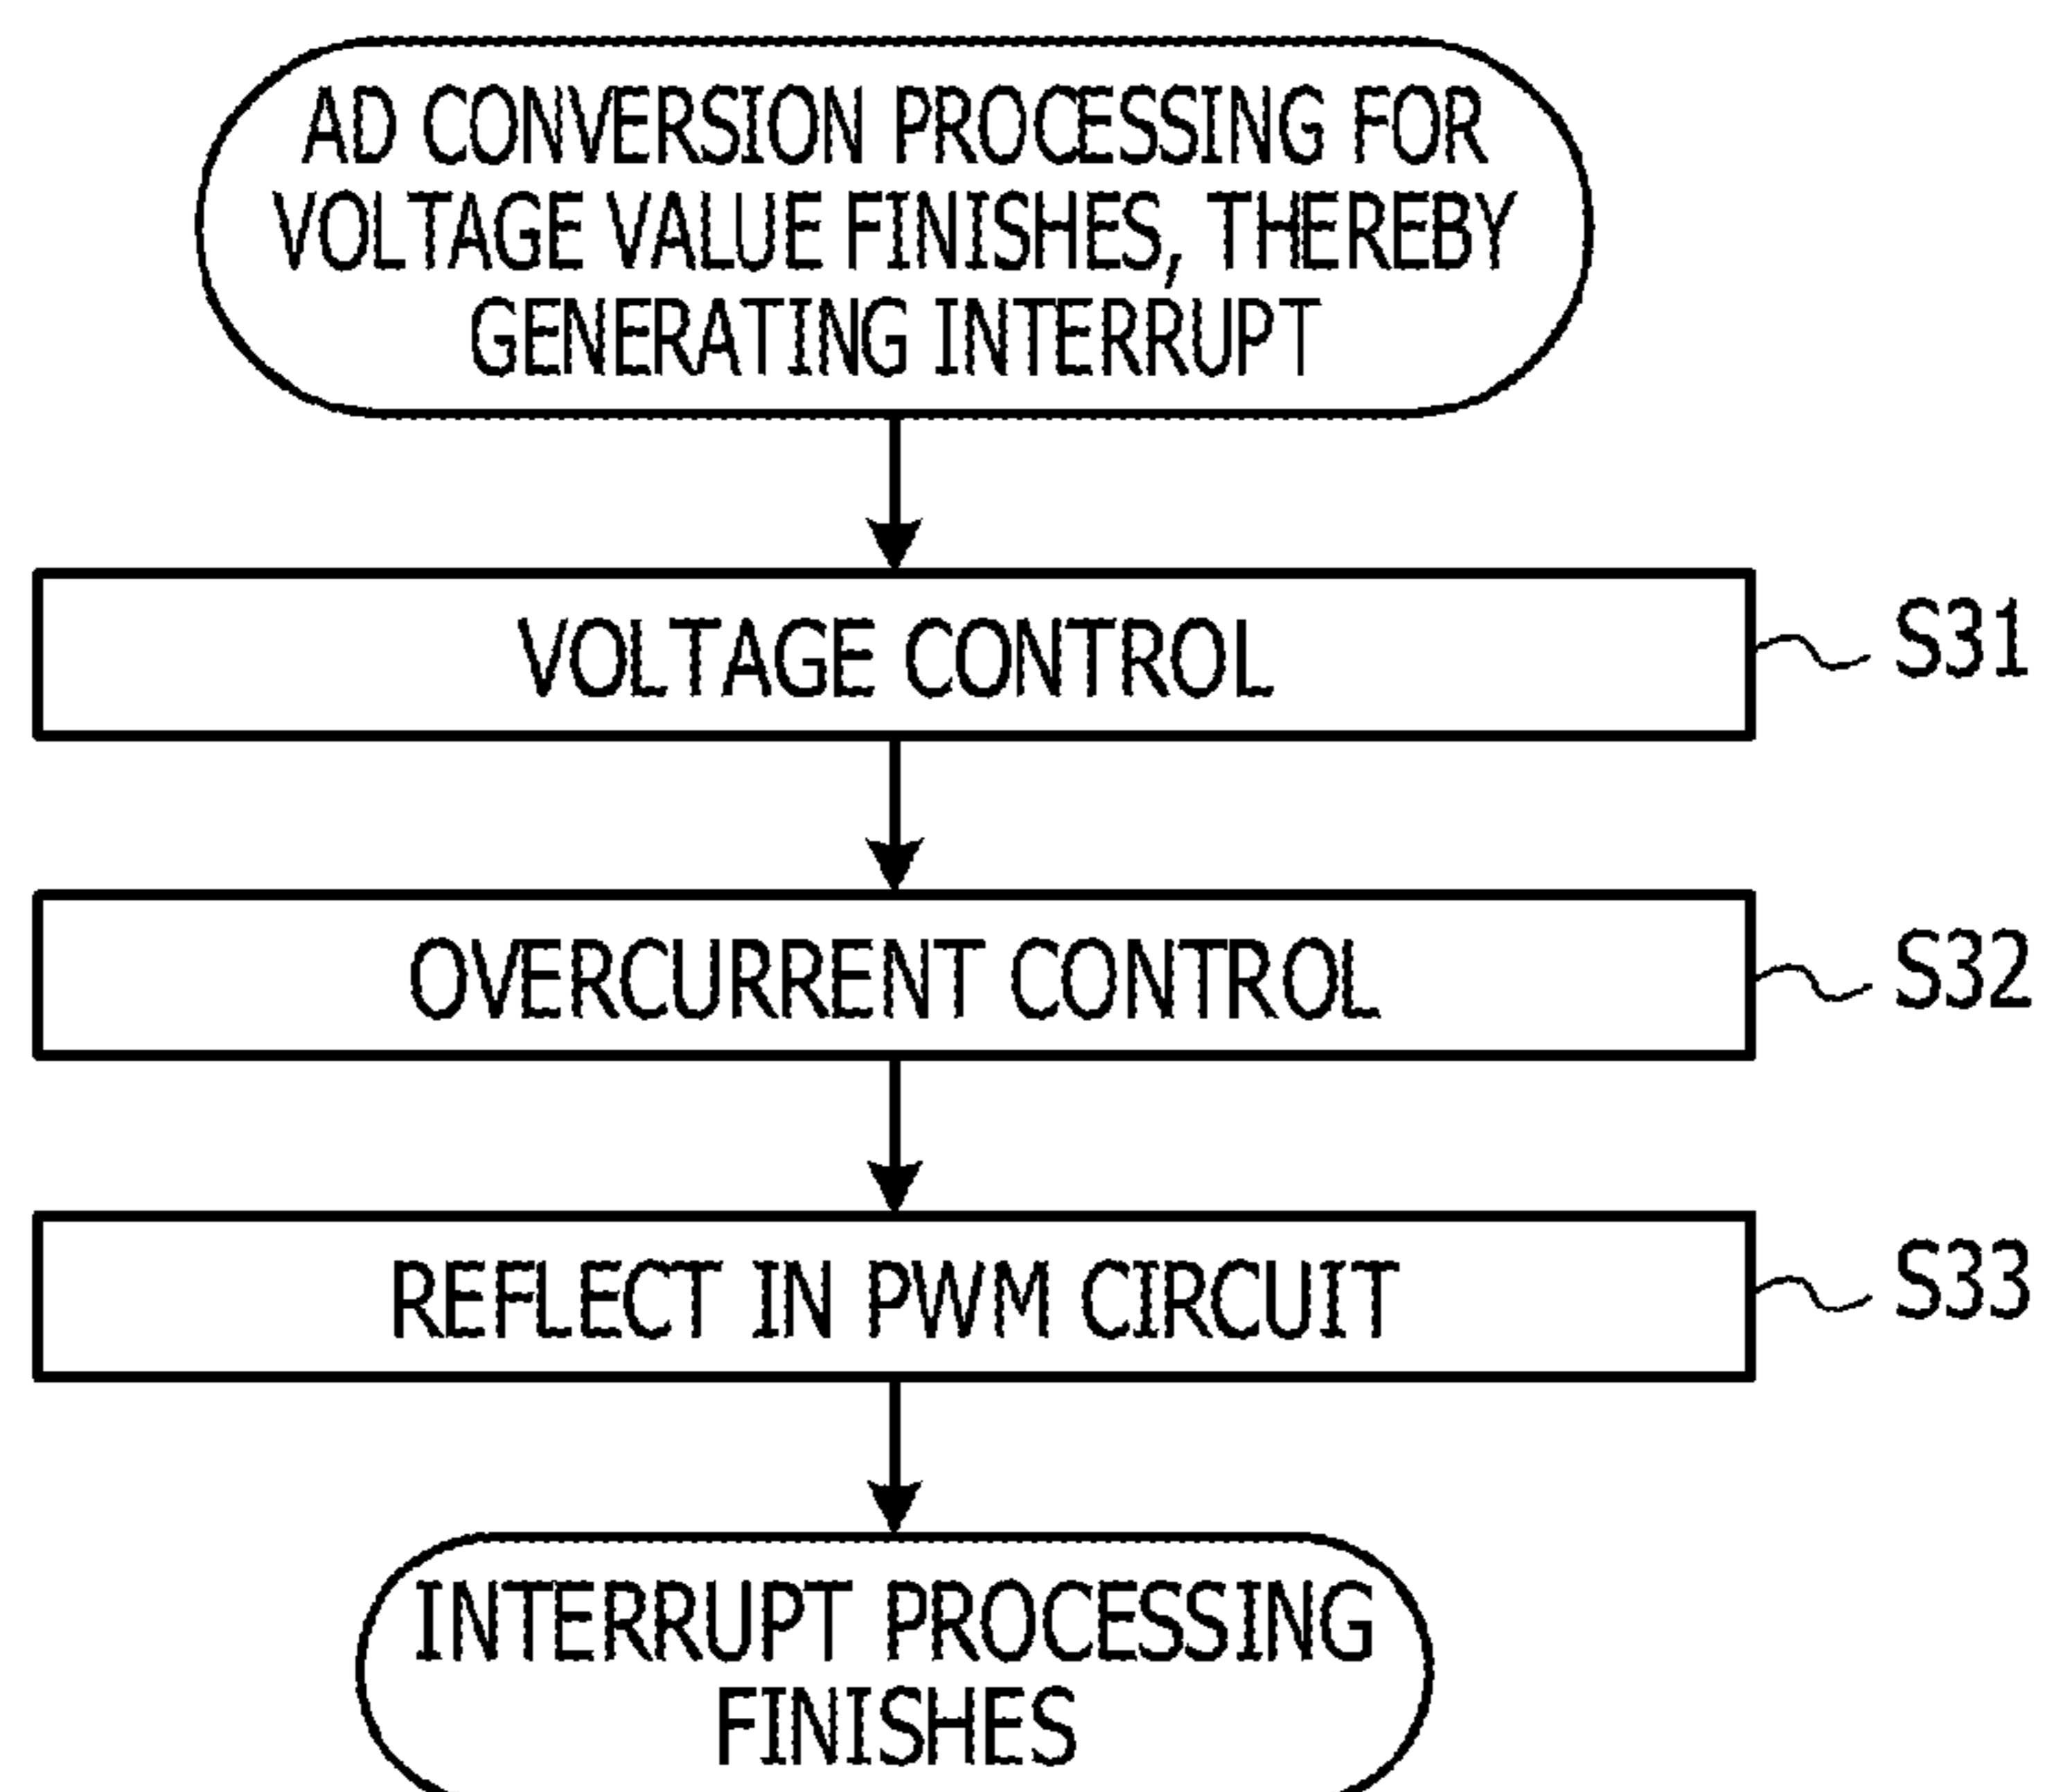 AD CONVERSION PROCESSING FOR
VOLTAGE VALUE FINISHES, THEREBY
GENERATING INTERRUPT
VOLTAGE CONTROL
S31
OVERCURRENT CONTROL
S32
REFLECT IN PWM CIRCUIT
S33
INTERRUPT PROCESSING
FINISHES